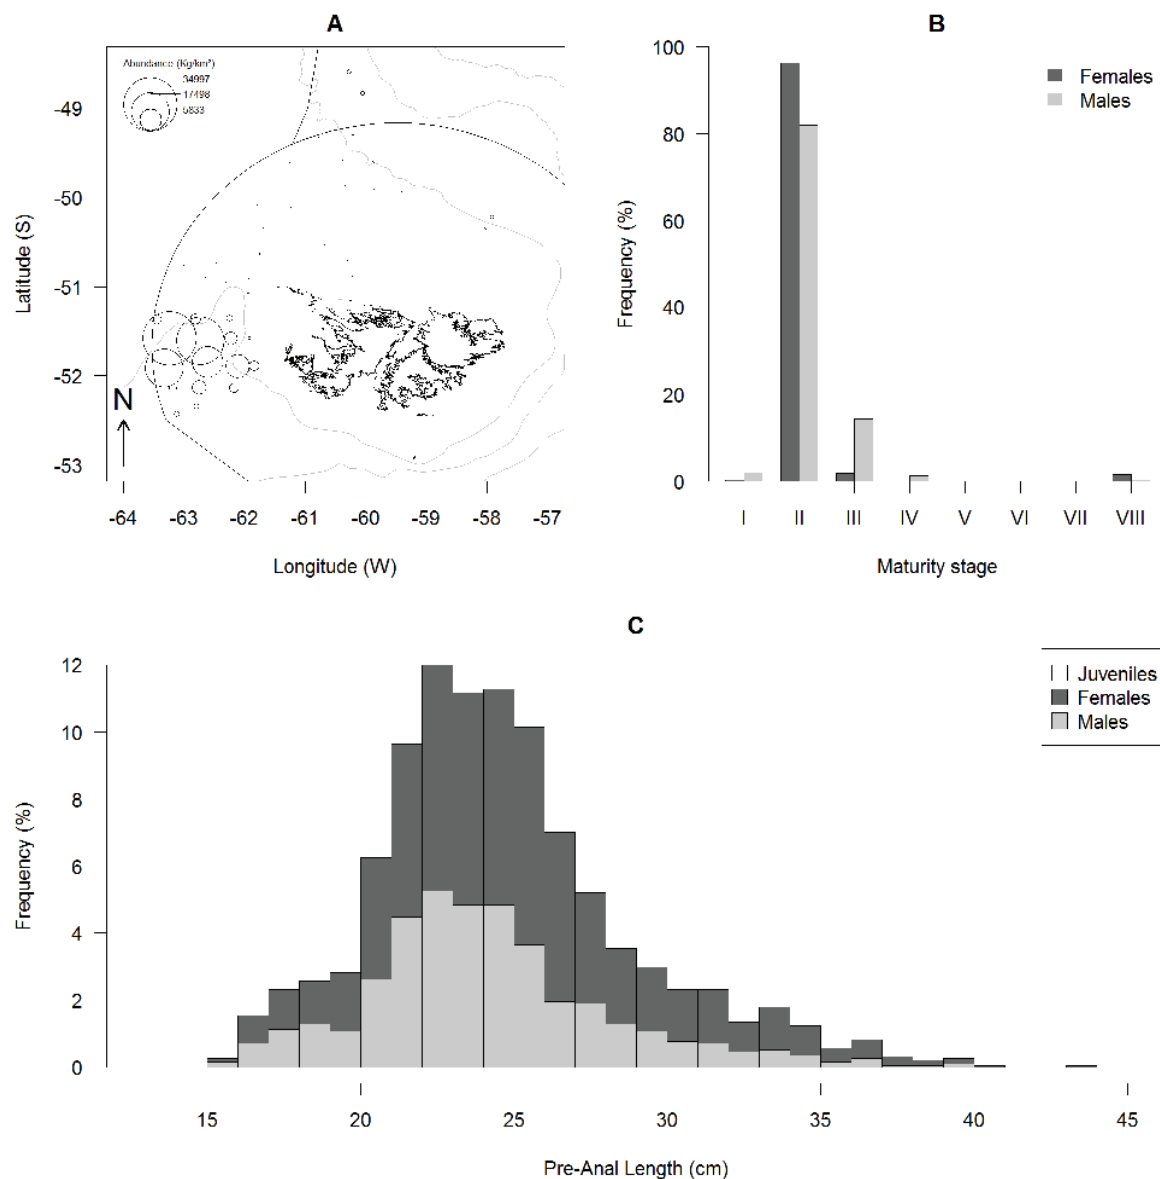 A
Abundance (Kg/km²)
34997
17498
5833
-49
-50
-51
-52
-53
Latitude (S)
N
-64
-63
-62
-61
-60
-59
-58
-57
Longitude (W)
B
100
80
60
40
20
0
Frequency (%)
Females
Males
I
II
III
IV
V
VI
VII
VIII
Maturity stage
C
12
10
8
6
4
2
0
Frequency (%)
Juveniles
Females
Males
15
20
25
30
35
40
45
Pre-Anal Length (cm)